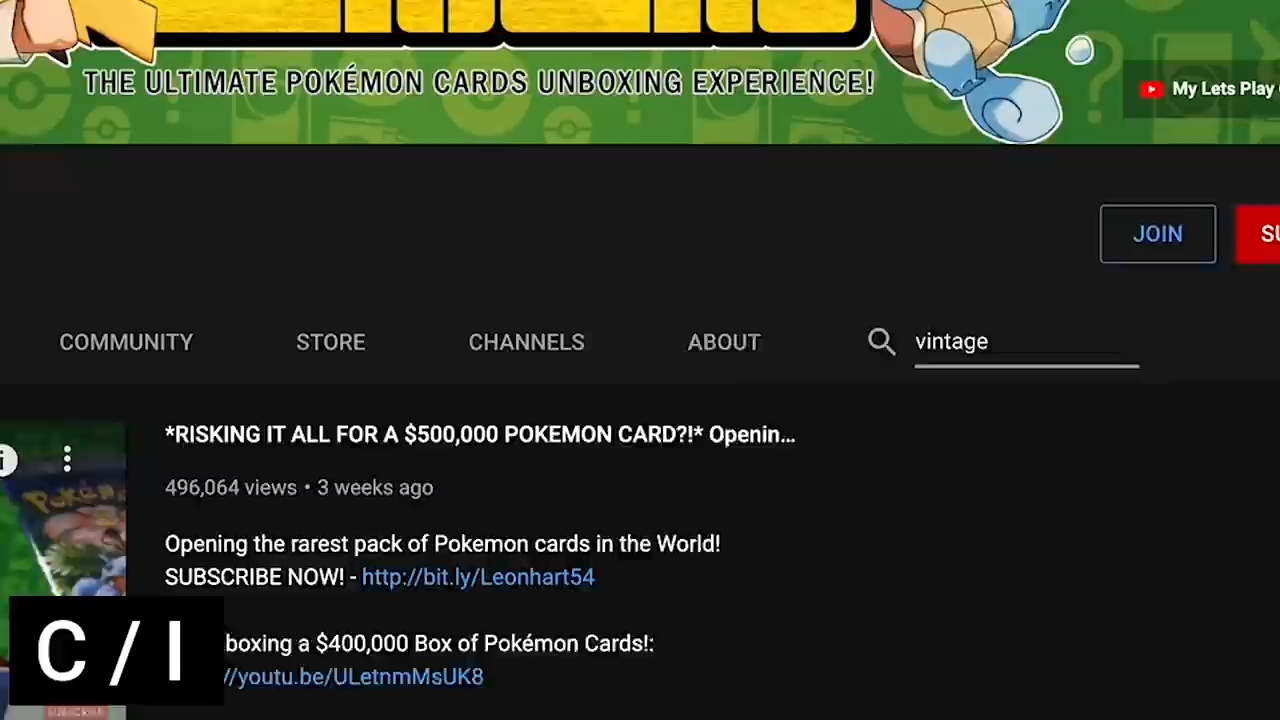 THE ULTIMATE POKÉMON CARDS UNBOXING EXPERIENCE!
My Lets Play
JOIN
COMMUNITY
STORE
CHANNELS
ABOUT
vintage
*RISKING IT ALL FOR A $500,000 POKEMON CARD?!* Openin...
496,064 views • 3 weeks ago
Opening the rarest pack of Pokemon cards in the World!
SUBSCRIBE NOW! - http://bit.ly/Leonhart54
boxing a $400,000 Box of Pokémon Cards!:
//youtu.be/ULetnmMsUK8
C / I
SUBSCRIBE